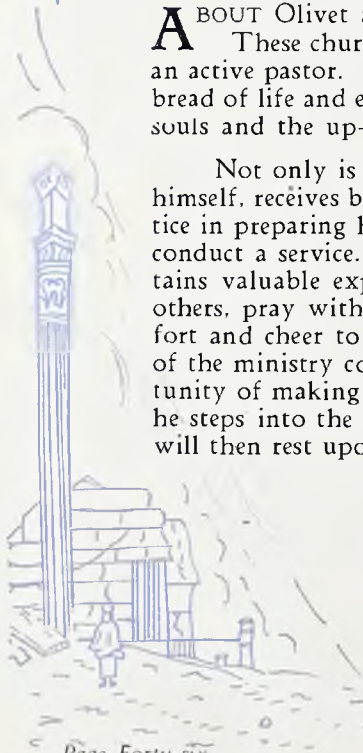 ABOUT Olivet
These chur
an active pastor.
bread of life and e
souls and the up-
Not only is
himself, receives b
tice in preparing
conduct a service.
tains valuable exp
others, pray with
fort and cheer to
of the ministry co
tunity of making
he steps into the
will then rest upo
Page Forty-six